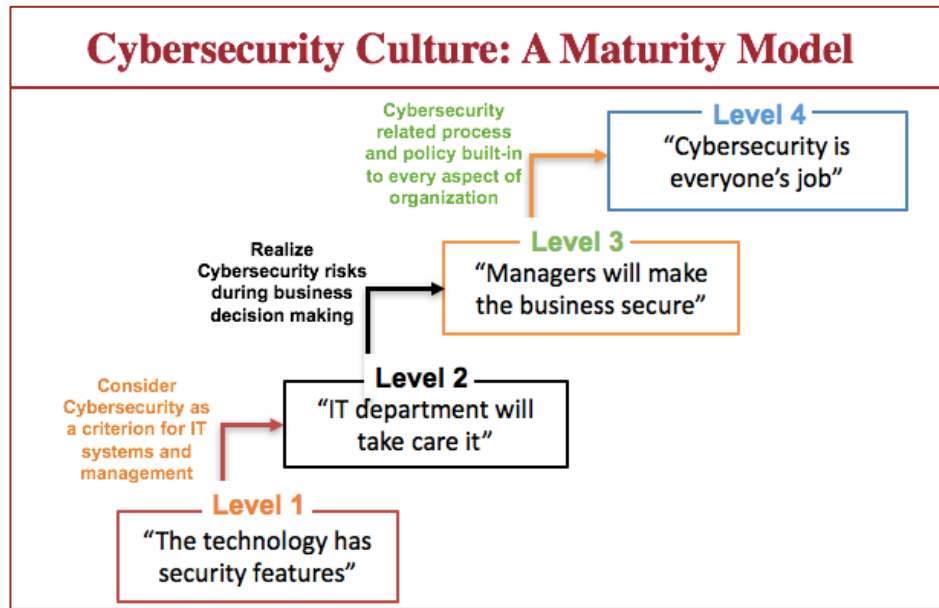 Cybersecurity Culture: A Maturity Model
Cybersecurity
related process
and policy built-in
to every aspect of
organization
Level 4
“Cybersecurity is
everyone’s job”
Realize
Cybersecurity risks
during business
decision making
Level 3
“Managers will make
the business secure”
Consider
Cybersecurity as
a criterion for IT
systems and
management
Level 2
“IT department will
take care it”
Level 1
“The technology has
security features”